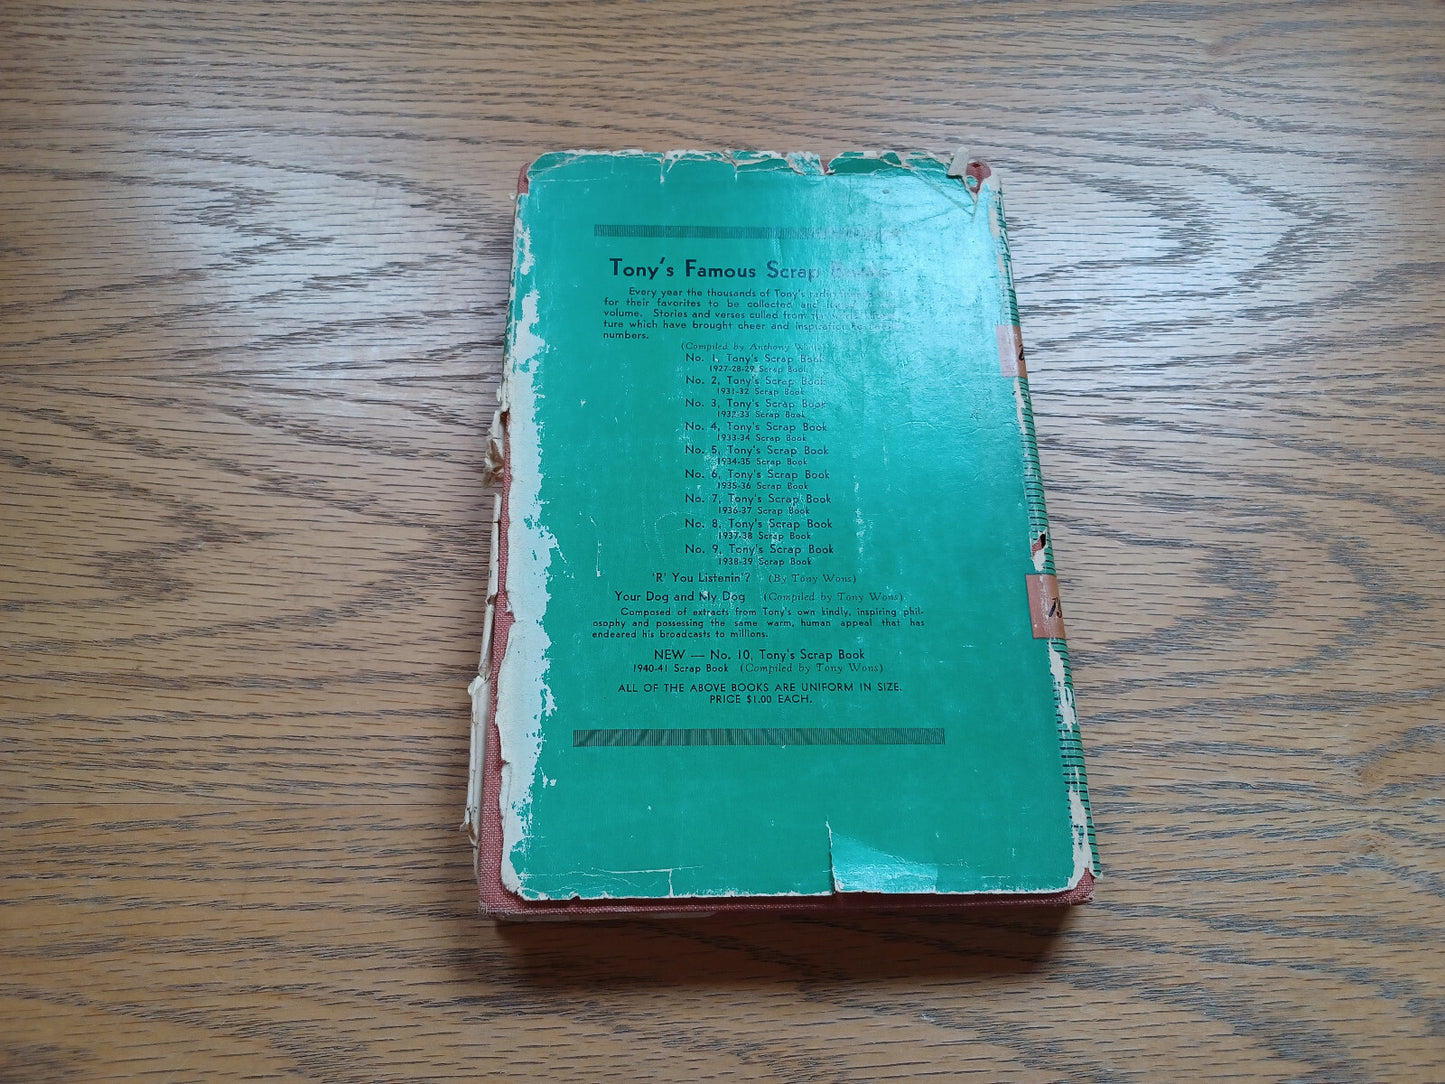 Tony's Famous Scrap Books
Every year the thousands of Tony's radio
for their favorites to be collected and
volume. Stories and verses culled from
ture which have brought cheer and inspiration to
numbers.
(Compiled by Anthony Wons)
No. 1, Tony's Scrap Book
1927-28-29 Scrap Book
No. 2, Tony's Scrap Book
1931-32 Scrap Book
No. 3, Tony's Scrap Book
1932-33 Scrap Book
No. 4, Tony's Scrap Book
1933-34 Scrap Book
No. 5, Tony's Scrap Book
1934-35 Scrap Book
No. 6, Tony's Scrap Book
1935-36 Scrap Book
No. 7, Tony's Scrap Book
1936-37 Scrap Book
No. 8, Tony's Scrap Book
1937-38 Scrap Book
No. 9, Tony's Scrap Book
1938-39 Scrap Book
'R' You Listenin'? (By Tony Wons)
Your Dog and My Dog (Compiled by Tony Wons)
Composed of extracts from Tony's own kindly, inspiring phil-
osophy and possessing the same warm, human appeal that has
endeared his broadcasts to millions.
NEW — No. 10, Tony's Scrap Book
1940-41 Scrap Book (Compiled by Tony Wons)
ALL OF THE ABOVE BOOKS ARE UNIFORM IN SIZE.
PRICE $1.00 EACH.